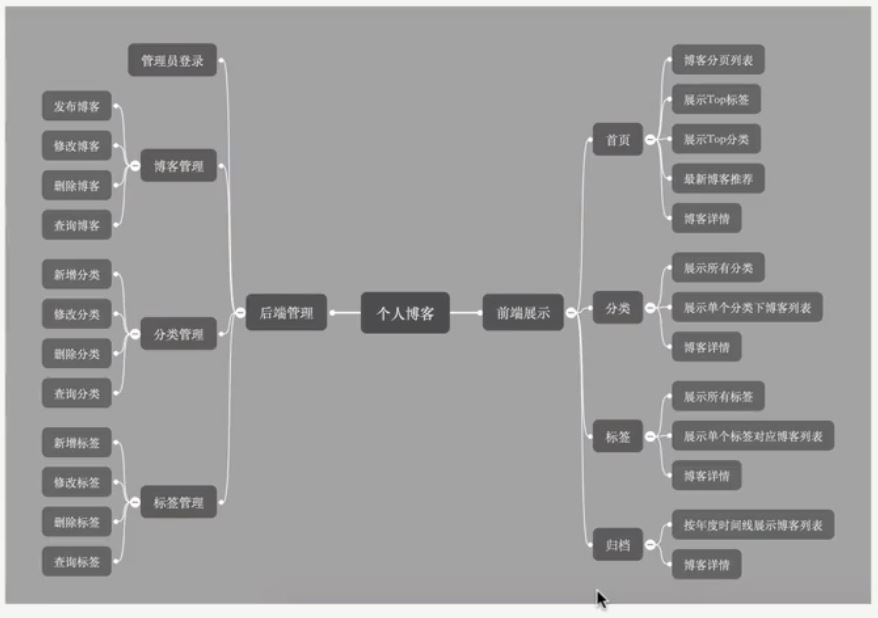 个人博客
后端管理
管理员登录
博客管理
发布博客
修改博客
删除博客
查询博客
分类管理
新增分类
修改分类
删除分类
查询分类
标签管理
新增标签
修改标签
删除标签
查询标签
前端展示
首页
博客分页列表
展示Top标签
展示Top分类
最新博客推荐
博客详情
分类
展示所有分类
展示单个分类下博客列表
博客详情
标签
展示所有标签
展示单个标签对应博客列表
博客详情
归档
按年度时间线展示博客列表
博客详情